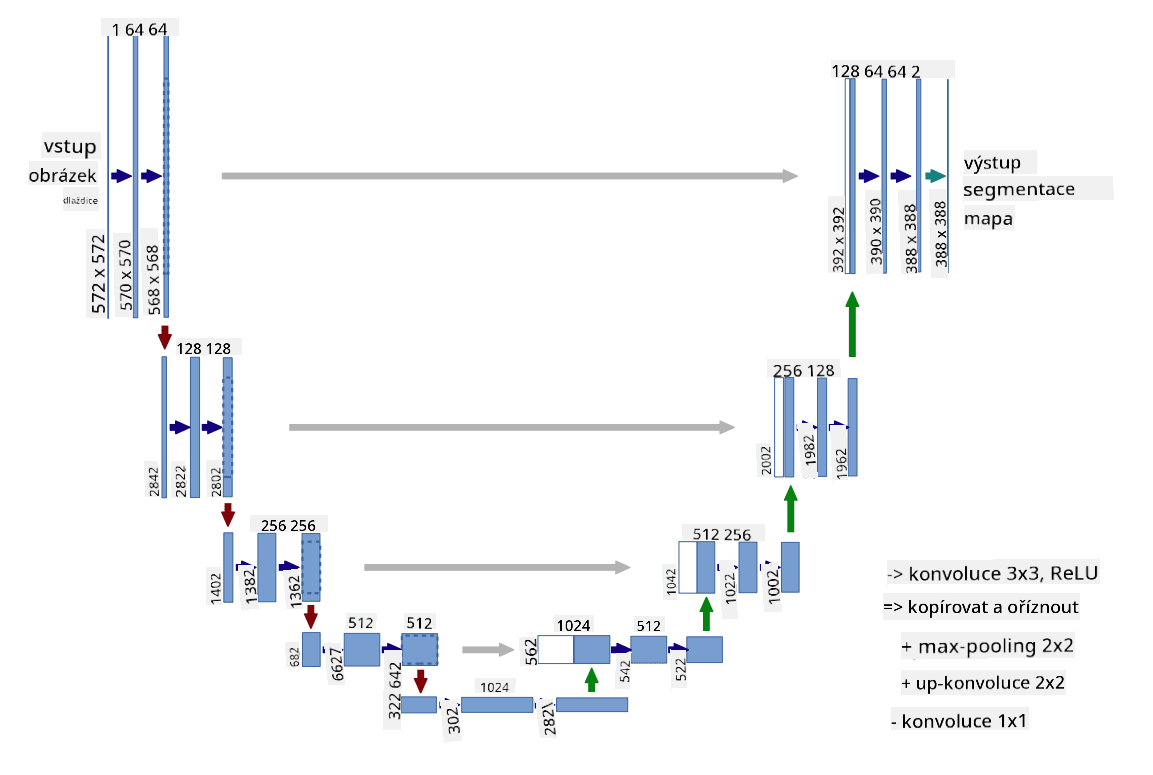 1 64 64
128 64 64 2
vstup
obrázek
dlaždice
výstup
segmentace
mapa
572 x 572
570 x 570
568 x 568
392 x 392
390 x 390
388 x 388
388 x 388
128 128
256 128
2842
2822
2802
2002
1982
1962
256 256
512 256
1402
1382
1362
1042
1022
1002
-> konvoluce 3x3, ReLU
=> kopírovat a oříznout
+ max-pooling 2x2
+ up-konvoluce 2x2
- konvoluce 1x1
512
512
1024
512
682
6627
322 642
562
542
522
1024
302
282\